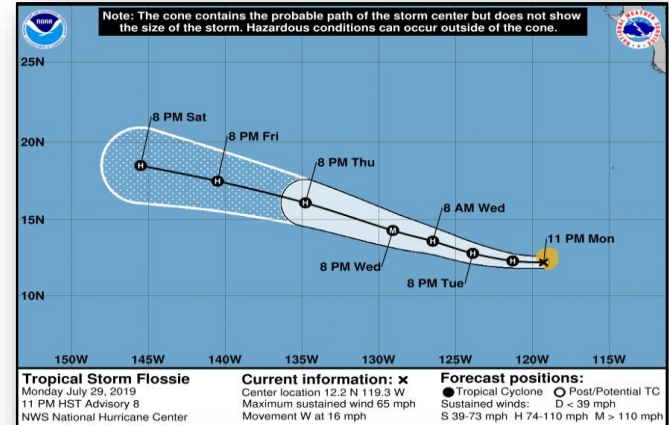 Note: The cone contains the probable path of the storm center but does not show
the size of the storm. Hazardous conditions can occur outside of the cone.
NOAA
NATIONAL WEATHER SERVICE
25N
20N
15N
10N
8 PM Sat
8 PM Fri
8 PM Thu
8 AM Wed
11 PM Mon
8 PM Wed
8 PM Tue
H
H
H
M
H
H
H
150W 145W 140W 135W 130W 125W 120W 115W
Tropical Storm Flossie
Monday July 29, 2019
11 PM HST Advisory 8
NWS National Hurricane Center
Current information: x
Center location 12.2 N 119.3 W
Maximum sustained wind 65 mph
Movement W at 16 mph
Forecast positions:
● Tropical Cyclone ○ Post/Potential TC
Sustained winds: D < 39 mph
S 39-73 mph H 74-110 mph M > 110 mph